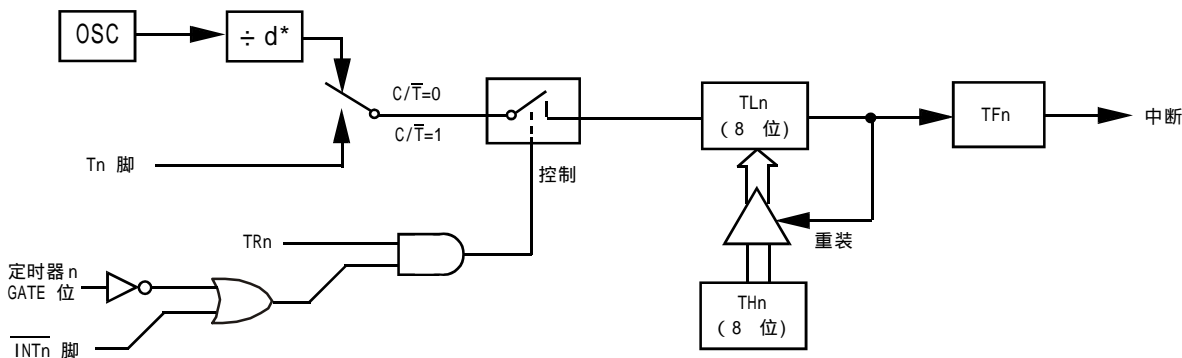 OSC
÷ d*
C/T̅=0
C/T̅=1
Tn 脚
控制
TLn
(8 位)
TFn
中断
重装
TRn
定时器n
GATE 位
I̅N̅T̅n̅ 脚
THn
(8 位)